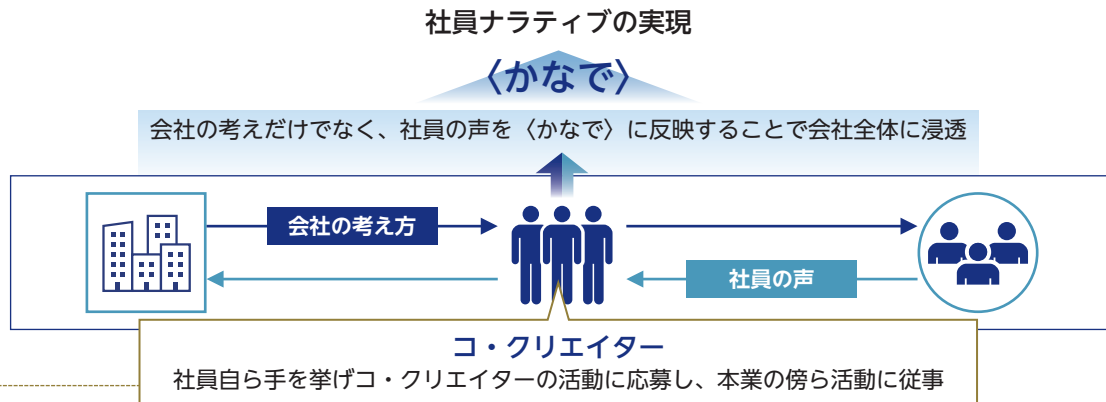 社員ナラティブの実現
〈かなで〉
会社の考えだけでなく、社員の声を〈かなで〉に反映することで会社全体に浸透
会社の考え方
社員の声
コ・クリエイター
社員自ら手を挙げコ・クリエイターの活動に応募し、本業の傍ら活動に従事